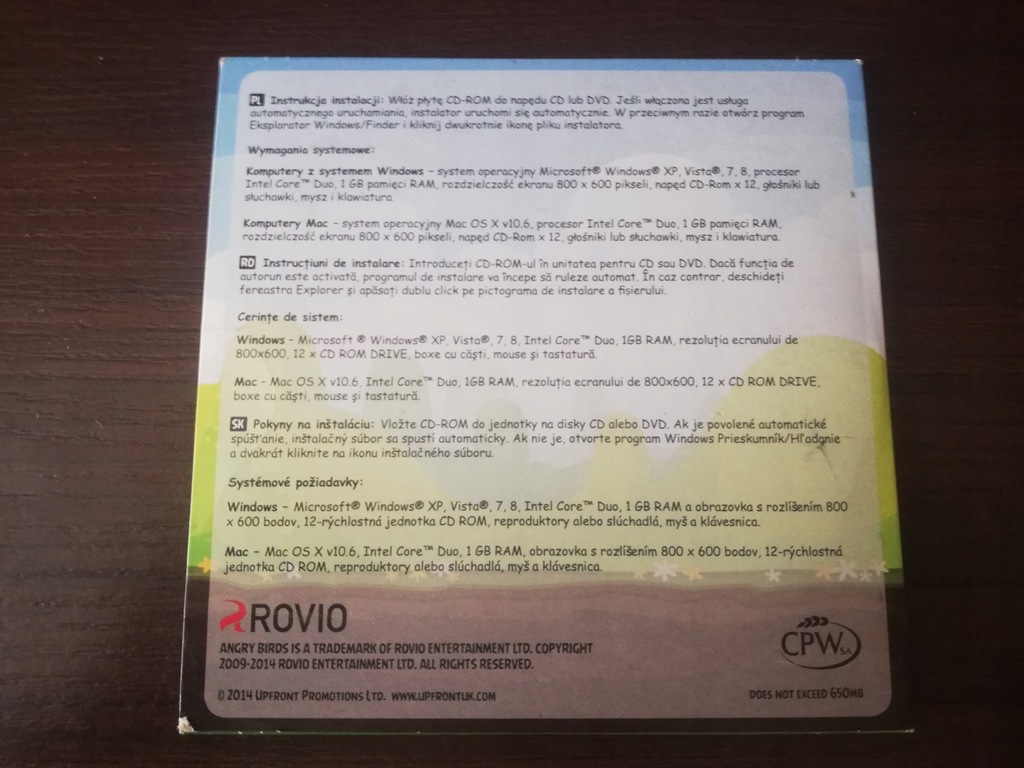 PL Instrukcja instalacji: Włóż płytę CD-ROM do napędu CD lub DVD. Jeśli włączona jest usługa
automatycznego uruchamiania, instalator uruchomi się automatycznie. W przeciwnym razie otwórz program
Eksplorator Windows/Finder i kliknij dwukrotnie ikonę pliku instalatora.
Wymagania systemowe:
Komputery z systemem Windows - system operacyjny Microsoft® Windows® XP, Vista®, 7, 8, procesor
Intel Core™ Duo, 1 GB pamięci RAM, rozdzielczość ekranu 800 x 600 pikseli, napęd CD-Rom x 12, głośniki lub
słuchawki, mysz i klawiatura.
Komputery Mac - system operacyjny Mac OS X v10.6, procesor Intel Core™ Duo, 1 GB pamięci RAM,
rozdzielczość ekranu 800 x 600 pikseli, napęd CD-Rom x 12, głośniki lub słuchawki, mysz i klawiatura.
RO Instrucțiuni de instalare: Introduceți CD-ROM-ul în unitatea pentru CD sau DVD. Dacă funcția de
autorun este activată, programul de instalare va începe să ruleze automat. În caz contrar, deschideți
fereastra Explorer și apăsați dublu click pe pictograma de instalare a fișierului.
Cerințe de sistem:
Windows - Microsoft ® Windows® XP, Vista®, 7, 8, Intel Core™ Duo, 1GB RAM, rezoluția ecranului de
800x600, 12 x CD ROM DRIVE, boxe cu căști, mouse și tastatură.
Mac - Mac OS X v10.6, Intel Core™ Duo, 1GB RAM, rezoluția ecranului de 800x600, 12 x CD ROM DRIVE,
boxe cu căști, mouse și tastatură.
SK Pokyny na inštaláciu: Vložte CD-ROM do jednotky na disky CD alebo DVD. Ak je povolené automatické
spúšťanie, inštalačný súbor sa spustí automaticky. Ak nie je, otvorte program Windows Prieskumník/Hľadanie
a dvakrát kliknite na ikonu inštalačného súboru.
Systémové požiadavky:
Windows – Microsoft® Windows® XP, Vista®, 7, 8, Intel Core™ Duo, 1 GB RAM a obrazovka s rozlíšením 800
x 600 bodov, 12-rýchlostná jednotka CD ROM, reproduktory alebo slúchadlá, myš a klávesnica.
Mac – Mac OS X v10.6, Intel Core™ Duo, 1 GB RAM, obrazovka s rozlíšením 800 x 600 bodov, 12-rýchlostná
jednotka CD ROM, reproduktory alebo slúchadlá, myš a klávesnica.
ROVIO
ANGRY BIRDS IS A TRADEMARK OF ROVIO ENTERTAINMENT LTD. COPYRIGHT
2009-2014 ROVIO ENTERTAINMENT LTD. ALL RIGHTS RESERVED.
CPW SA
© 2014 UPFRONT PROMOTIONS LTD. WWW.UPFRONTUK.COM
DOES NOT EXCEED 650MB